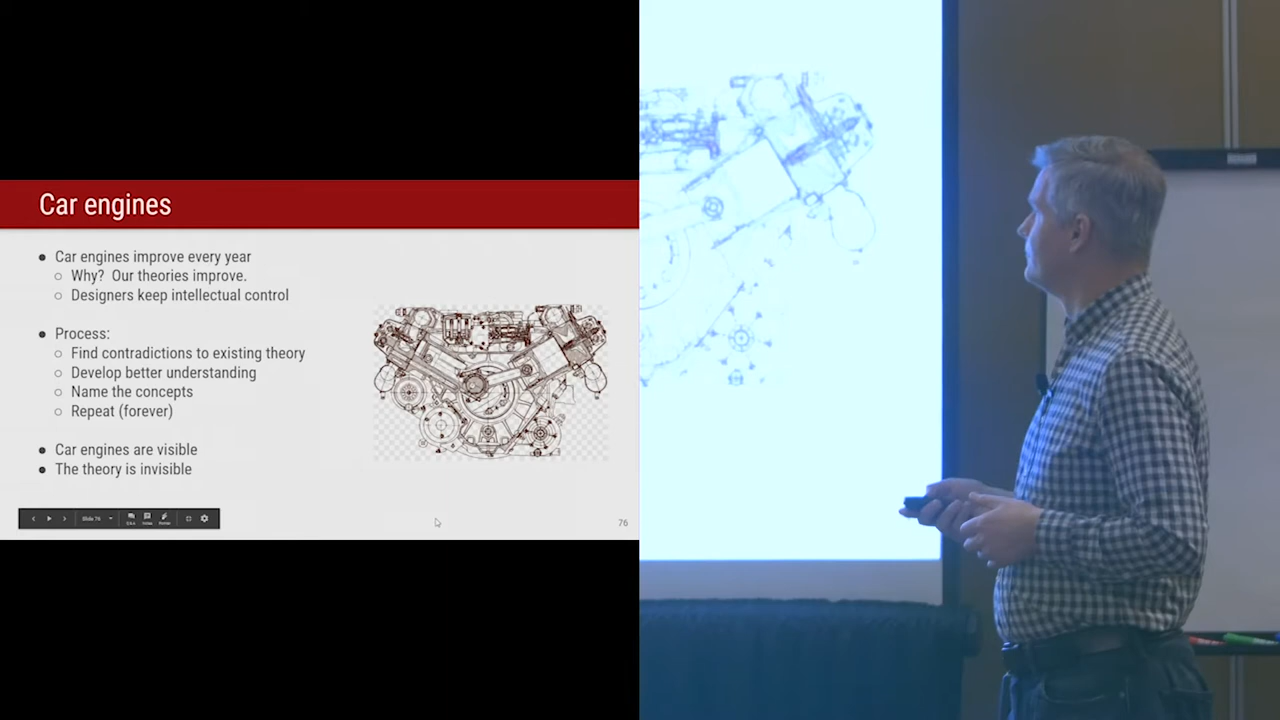 Car engines
● Car engines improve every year
○ Why? Our theories improve.
○ Designers keep intellectual control
● Process:
○ Find contradictions to existing theory
○ Develop better understanding
○ Name the concepts
○ Repeat (forever)
● Car engines are visible
● The theory is invisible
Slide 76
76